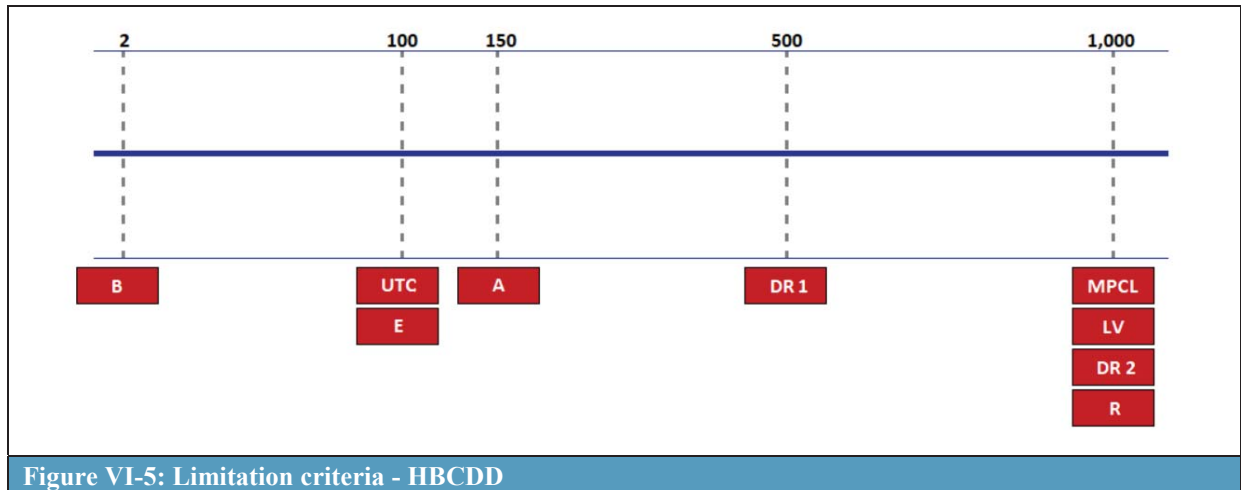 2 100 150 500 1,000
B UTC A DR 1 MPCL
E LV
DR 2
R
Figure VI-5: Limitation criteria - HBCDD